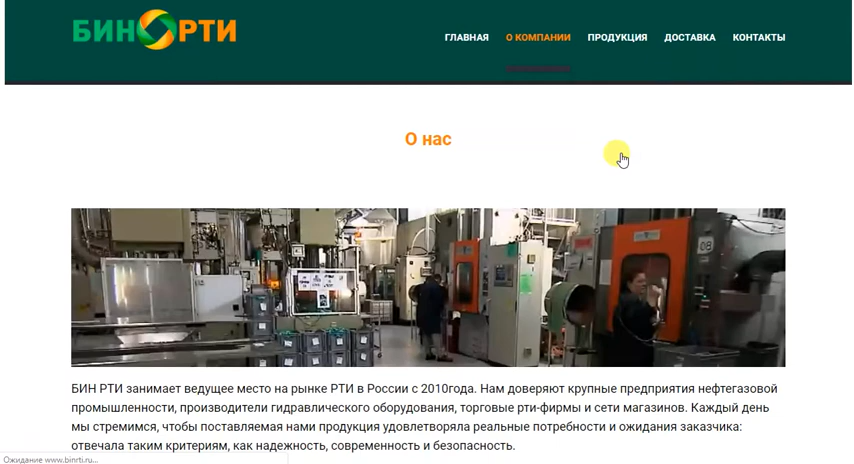 БИНОРТИ
ГЛАВНАЯ О КОМПАНИИ ПРОДУКЦИЯ ДОСТАВКА КОНТАКТЫ
О нас
08
БИН РТИ занимает ведущее место на рынке РТИ в России с 2010года. Нам доверяют крупные предприятия нефтегазовой
промышленности, производители гидравлического оборудования, торговые рти-фирмы и сети магазинов. Каждый день
мы стремимся, чтобы поставляемая нами продукция удовлетворяла реальные потребности и ожидания заказчика:
отвечала таким критериям, как надежность, современность и безопасность.
Ожидание www.binrti.ru...